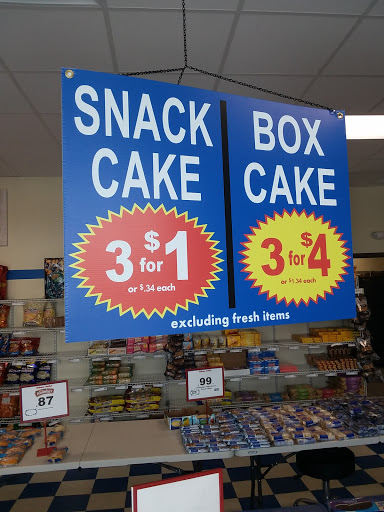 SNACK
CAKE
3 for $1
or $.34 each
BOX
CAKE
3 for $4
or $1.34 each
excluding fresh items
87
99